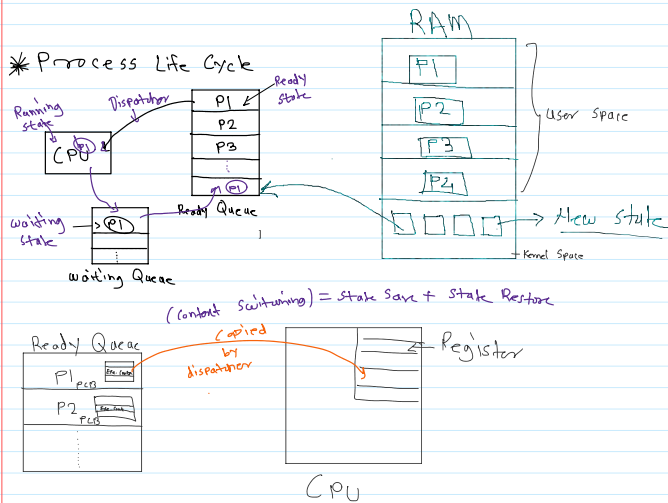 RAM
* Process Life Cycle
Ready
state
P1
P2
P3
P4
User Space
New State
Kernel Space
Dispatcher
Running
state
CPU
P1
P1
P2
P3
P1
Ready Queue
waiting
state
P1
waiting Queue
(context switching) = state save + state Restore
Ready Queue
P1 PCB
P2 PCB
Copied
by
dispatcher
Register
CPU